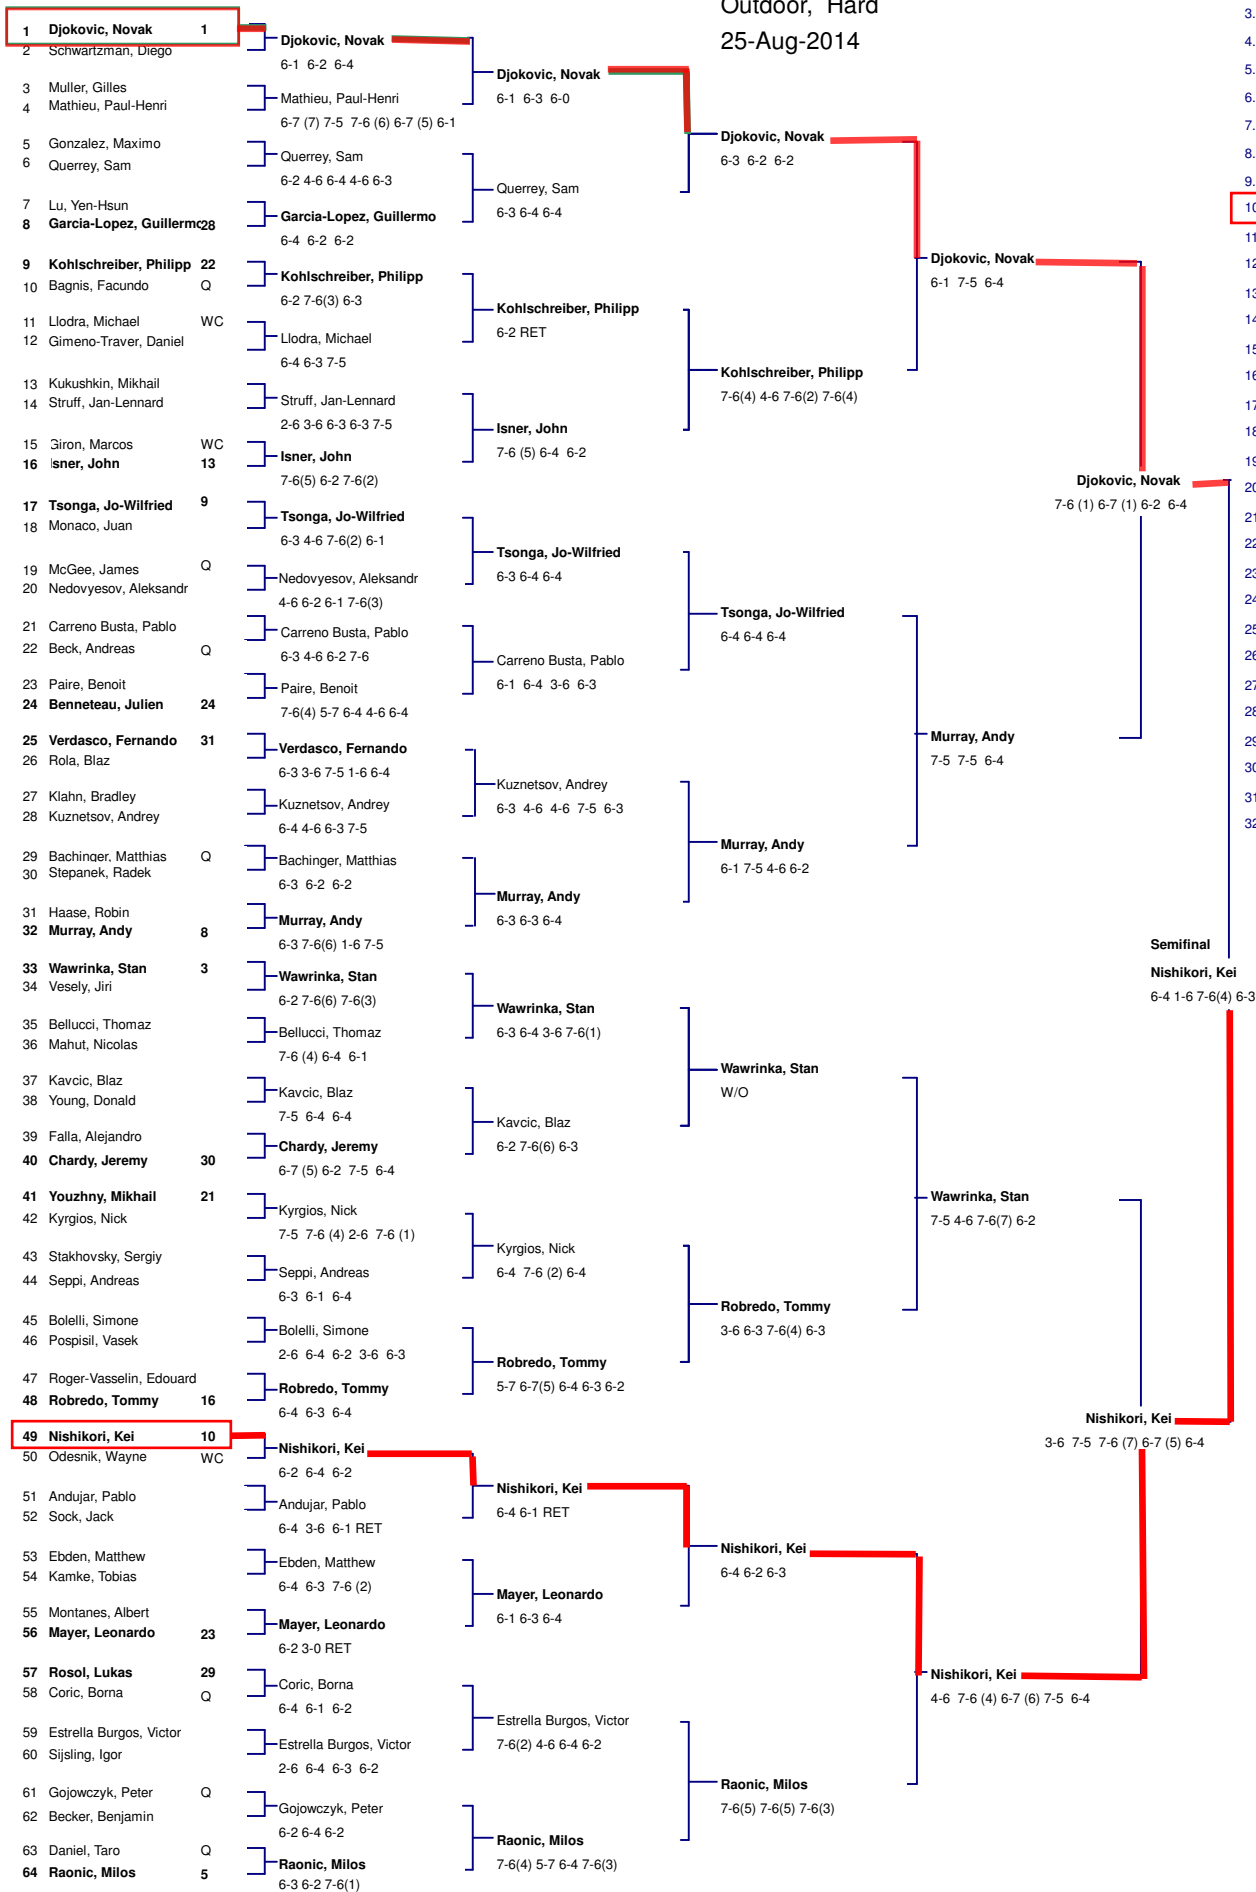 Outdoor, Hard
25-Aug-2014
1 Djokovic, Novak 1
2 Schwartzman, Diego
3 Muller, Gilles
4 Mathieu, Paul-Henri
5 Gonzalez, Maximo
6 Querrey, Sam
7 Lu, Yen-Hsun
8 Garcia-Lopez, Guillermo 28
9 Kohlschreiber, Philipp 22
10 Bagnis, Facundo Q
11 Llodra, Michael WC
12 Gimeno-Traver, Daniel
13 Kukushkin, Mikhail
14 Struff, Jan-Lennard
15 Giron, Marcos WC
16 Isner, John 13
17 Tsonga, Jo-Wilfried 9
18 Monaco, Juan
19 McGee, James Q
20 Nedovyesov, Aleksandr
21 Carreno Busta, Pablo
22 Beck, Andreas Q
23 Paire, Benoit
24 Benneteau, Julien 24
25 Verdasco, Fernando 31
26 Rola, Blaz
27 Klahn, Bradley
28 Kuznetsov, Andrey
29 Bachinger, Matthias Q
30 Stepanek, Radek
31 Haase, Robin
32 Murray, Andy 8
33 Wawrinka, Stan 3
34 Vesely, Jiri
35 Bellucci, Thomaz
36 Mahut, Nicolas
37 Kavcic, Blaz
38 Young, Donald
39 Falla, Alejandro
40 Chardy, Jeremy 30
41 Youzhny, Mikhail 21
42 Kyrgios, Nick
43 Stakhovsky, Sergiy
44 Seppi, Andreas
45 Bolelli, Simone
46 Pospisil, Vasek
47 Roger-Vasselin, Edouard
48 Robredo, Tommy 16
49 Nishikori, Kei 10
50 Odesnik, Wayne WC
51 Andujar, Pablo
52 Sock, Jack
53 Ebden, Matthew
54 Kamke, Tobias
55 Montanes, Albert
56 Mayer, Leonardo 23
57 Rosol, Lukas 29
58 Coric, Borna Q
59 Estrella Burgos, Victor
60 Sijsling, Igor
61 Gojowczyk, Peter Q
62 Becker, Benjamin
63 Daniel, Taro Q
64 Raonic, Milos 5
Djokovic, Novak
6-1 6-2 6-4
Mathieu, Paul-Henri
6-7 (7) 7-5 7-6 (6) 6-7 (5) 6-1
Querrey, Sam
6-2 4-6 6-4 4-6 6-3
Garcia-Lopez, Guillermo
6-4 6-2 6-2
Kohlschreiber, Philipp
6-2 7-6(3) 6-3
Llodra, Michael
6-4 6-3 7-5
Struff, Jan-Lennard
2-6 3-6 6-3 6-3 7-5
Isner, John
7-6(5) 6-2 7-6(2)
Tsonga, Jo-Wilfried
6-3 4-6 7-6(2) 6-1
Nedovyesov, Aleksandr
4-6 6-2 6-1 7-6(3)
Carreno Busta, Pablo
6-3 4-6 6-2 7-6
Paire, Benoit
7-6(4) 5-7 6-4 4-6 6-4
Verdasco, Fernando
6-3 3-6 7-5 1-6 6-4
Kuznetsov, Andrey
6-4 4-6 6-3 7-5
Bachinger, Matthias
6-3 6-2 6-2
Murray, Andy
6-3 7-6(6) 1-6 7-5
Wawrinka, Stan
6-2 7-6(6) 7-6(3)
Bellucci, Thomaz
7-6 (4) 6-4 6-1
Kavcic, Blaz
7-5 6-4 6-4
Chardy, Jeremy
6-7 (5) 6-2 7-5 6-4
Kyrgios, Nick
7-5 7-6 (4) 2-6 7-6 (1)
Seppi, Andreas
6-3 6-1 6-4
Bolelli, Simone
2-6 6-4 6-2 3-6 6-3
Robredo, Tommy
6-4 6-3 6-4
Nishikori, Kei
6-2 6-4 6-2
Andujar, Pablo
6-4 3-6 6-1 RET
Ebden, Matthew
6-4 6-3 7-6 (2)
Mayer, Leonardo
6-2 3-0 RET
Coric, Borna
6-4 6-1 6-2
Estrella Burgos, Victor
2-6 6-4 6-3 6-2
Gojowczyk, Peter
6-2 6-4 6-2
Raonic, Milos
6-3 6-2 7-6(1)
Djokovic, Novak
6-1 6-3 6-0
Querrey, Sam
6-3 6-4 6-4
Kohlschreiber, Philipp
6-2 RET
Isner, John
7-6 (5) 6-4 6-2
Tsonga, Jo-Wilfried
6-3 6-4 6-4
Carreno Busta, Pablo
6-1 6-4 3-6 6-3
Kuznetsov, Andrey
6-3 4-6 4-6 7-5 6-3
Murray, Andy
6-3 6-3 6-4
Wawrinka, Stan
6-3 6-4 3-6 7-6(1)
Kavcic, Blaz
6-2 7-6(6) 6-3
Kyrgios, Nick
6-4 7-6 (2) 6-4
Robredo, Tommy
5-7 6-7(5) 6-4 6-3 6-2
Nishikori, Kei
6-4 6-1 RET
Mayer, Leonardo
6-1 6-3 6-4
Estrella Burgos, Victor
7-6(2) 4-6 6-4 6-2
Raonic, Milos
7-6(4) 5-7 6-4 7-6(3)
Djokovic, Novak
6-3 6-2 6-2
Kohlschreiber, Philipp
7-6(4) 4-6 7-6(2) 7-6(4)
Tsonga, Jo-Wilfried
6-4 6-4 6-4
Murray, Andy
6-1 7-5 4-6 6-2
Wawrinka, Stan
W/O
Robredo, Tommy
3-6 6-3 7-6(4) 6-3
Nishikori, Kei
6-4 6-2 6-3
Raonic, Milos
7-6(5) 7-6(5) 7-6(3)
Djokovic, Novak
6-1 7-5 6-4
Murray, Andy
7-5 7-5 6-4
Wawrinka, Stan
7-5 4-6 7-6(7) 6-2
Nishikori, Kei
4-6 7-6 (4) 6-7 (6) 7-5 6-4
Djokovic, Novak
7-6 (1) 6-7 (1) 6-2 6-4
Nishikori, Kei
3-6 7-5 7-6 (7) 6-7 (5) 6-4
Semifinal
Nishikori, Kei
6-4 1-6 7-6(4) 6-3
3.
4.
5.
6.
7.
8.
9.
10
11
12
13
14
15
16
17
18
19
20
21
22
23
24
25
26
27
28
29
30
31
32